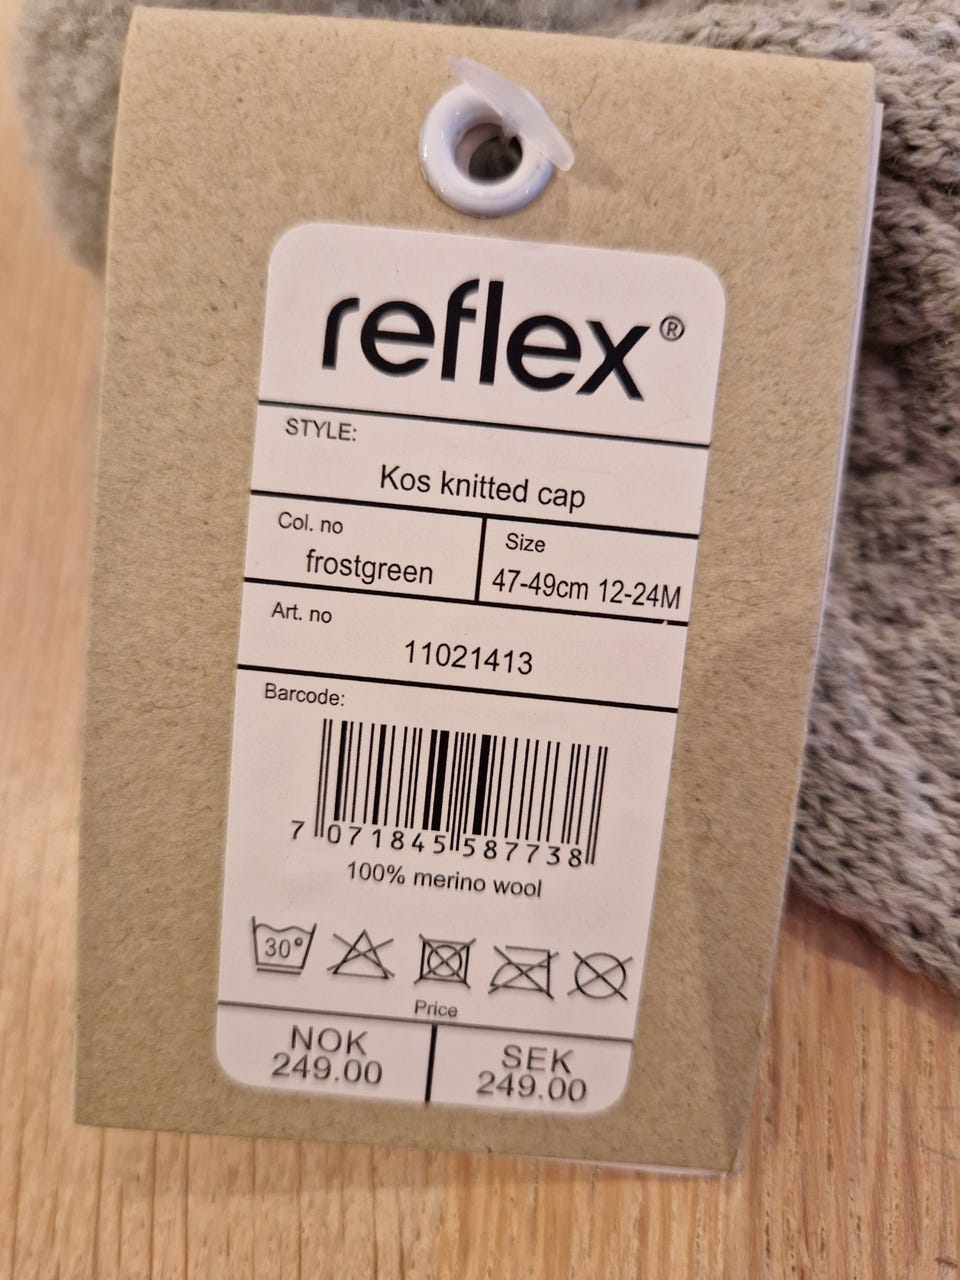 reflex®
STYLE:
Kos knitted cap
Col. no
frostgreen
Size
47-49cm 12-24M
Art. no
11021413
Barcode:
7 071845 587738
100% merino wool
30°
Price
NOK
249.00
SEK
249.00